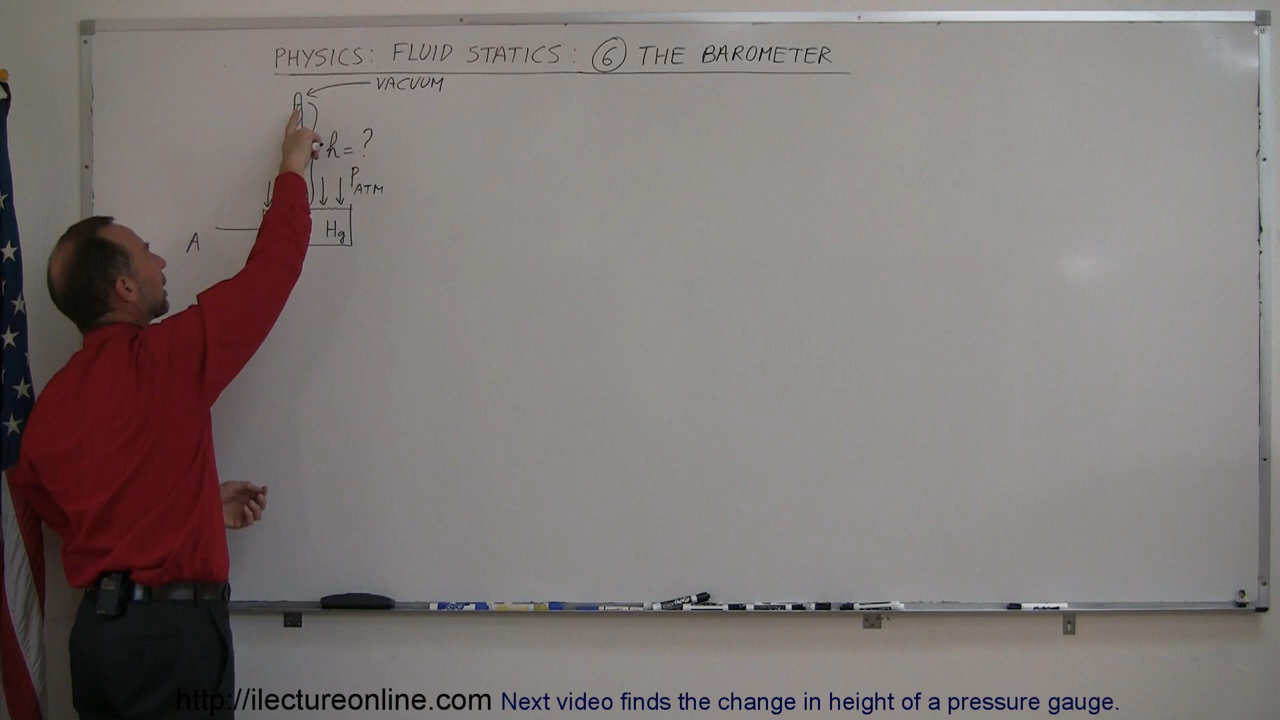 PHYSICS: FLUID STATICS: ⑥ THE BAROMETER
VACUUM
h = ?
PATM
A
Hg
http://ilectureonline.com Next video finds the change in height of a pressure gauge.